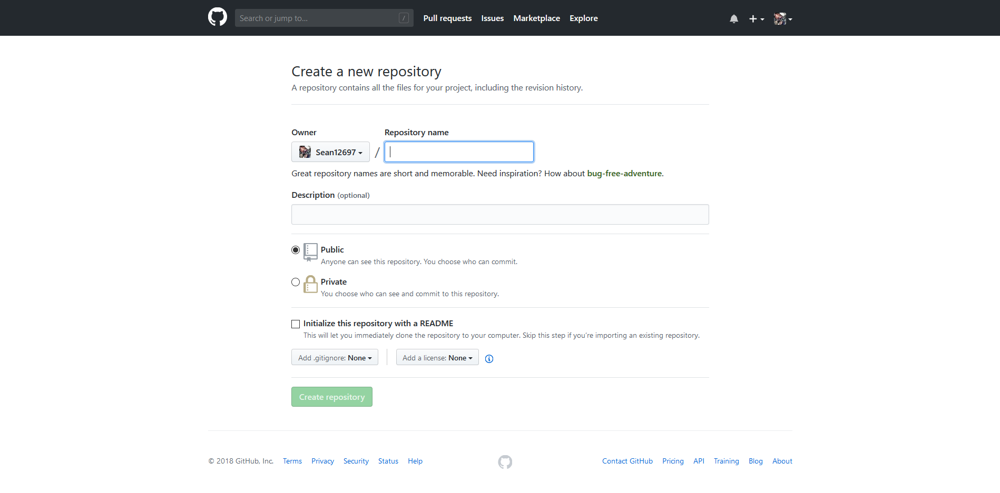 Search or jump to... /
Pull requests Issues Marketplace Explore
Create a new repository
A repository contains all the files for your project, including the revision history.
Owner Repository name
Sean12697 /
Great repository names are short and memorable. Need inspiration? How about bug-free-adventure.
Description (optional)
Public
Anyone can see this repository. You choose who can commit.
Private
You choose who can see and commit to this repository.
Initialize this repository with a README
This will let you immediately clone the repository to your computer. Skip this step if you’re importing an existing repository.
Add .gitignore: None Add a license: None
Create repository
© 2018 GitHub, Inc. Terms Privacy Security Status Help Contact GitHub Pricing API Training Blog About